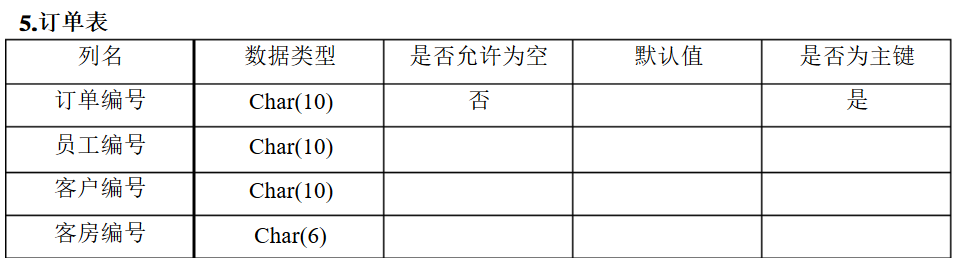 5.订单表
列名 数据类型 是否允许为空 默认值 是否为主键
订单编号 Char(10) 否 是
员工编号 Char(10)
客户编号 Char(10)
客房编号 Char(6)